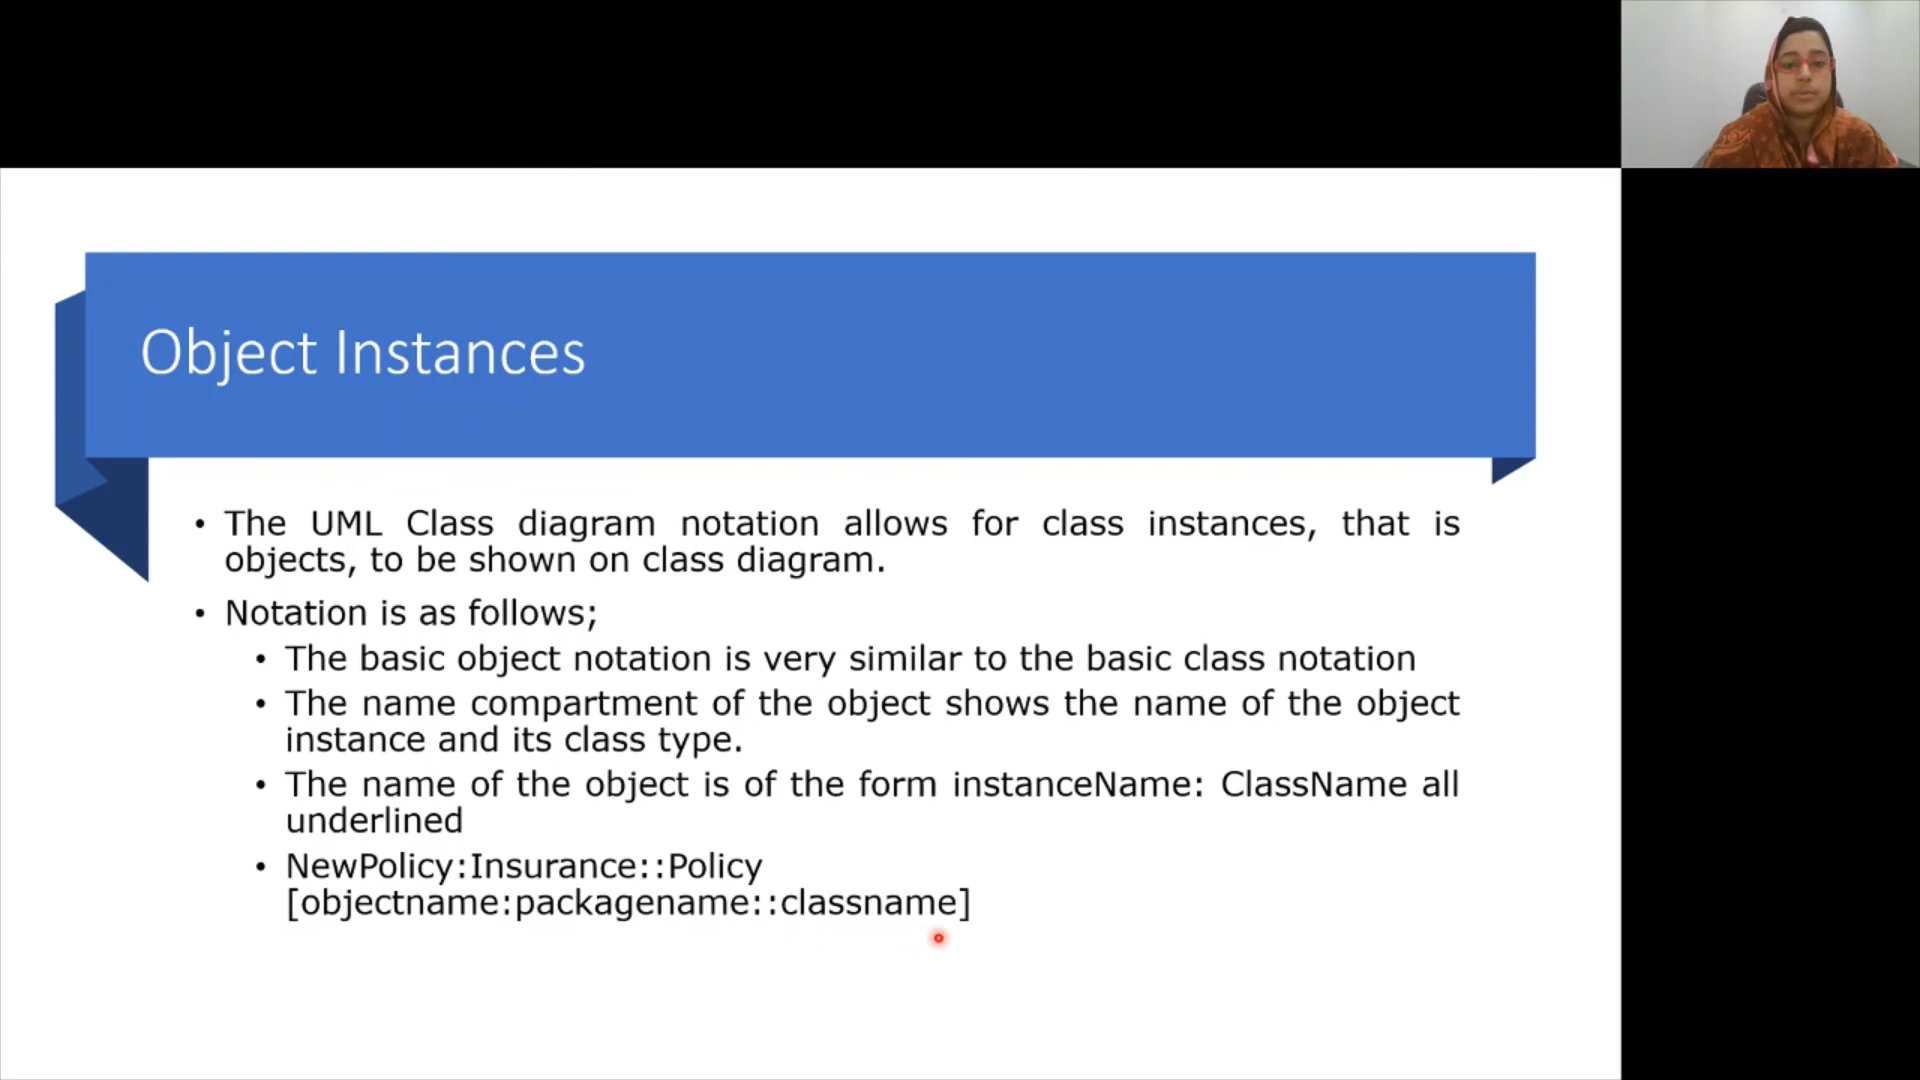 Object Instances
• The UML Class diagram notation allows for class instances, that is
objects, to be shown on class diagram.
• Notation is as follows;
• The basic object notation is very similar to the basic class notation
• The name compartment of the object shows the name of the object
instance and its class type.
• The name of the object is of the form instanceName: ClassName all
underlined
• NewPolicy:Insurance::Policy
[objectname:packagename::classname]